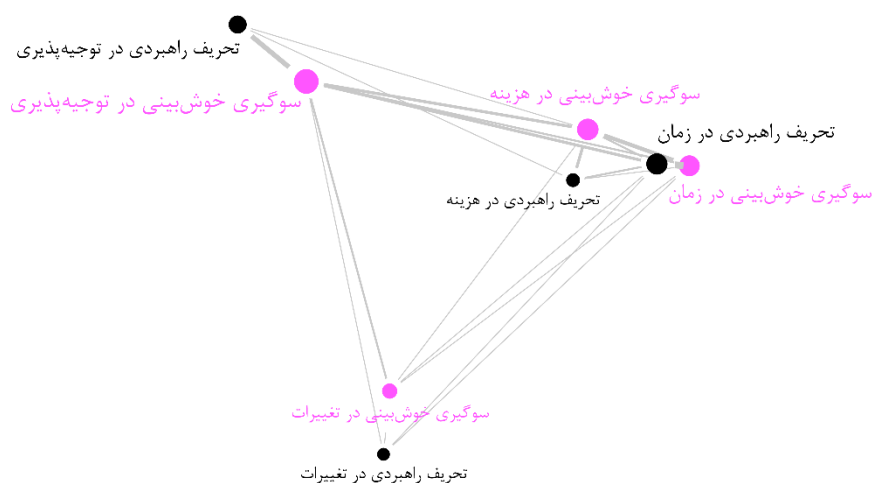 تحریف راهبردی در توجیه‌پذیری
سوگیری خوش‌بینی در توجیه‌پذیری
سوگیری خوش‌بینی در هزینه
تحریف راهبردی در زمان
تحریف راهبردی در هزینه
سوگیری خوش‌بینی در زمان
سوگیری خوش‌بینی در تغییرات
تحریف راهبردی در تغییرات